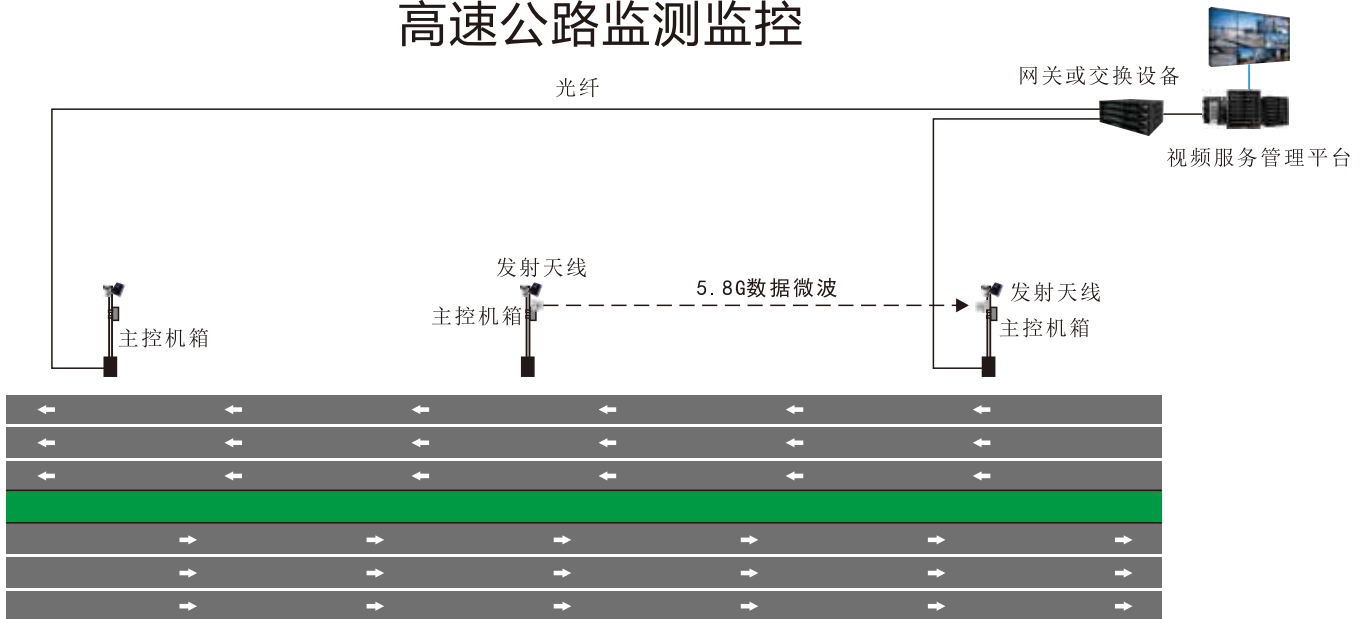 高速公路监测监控
光纤
网关或交换设备
视频服务管理平台
发射天线
主控机箱
5.8G数据微波
发射天线
主控机箱
主控机箱